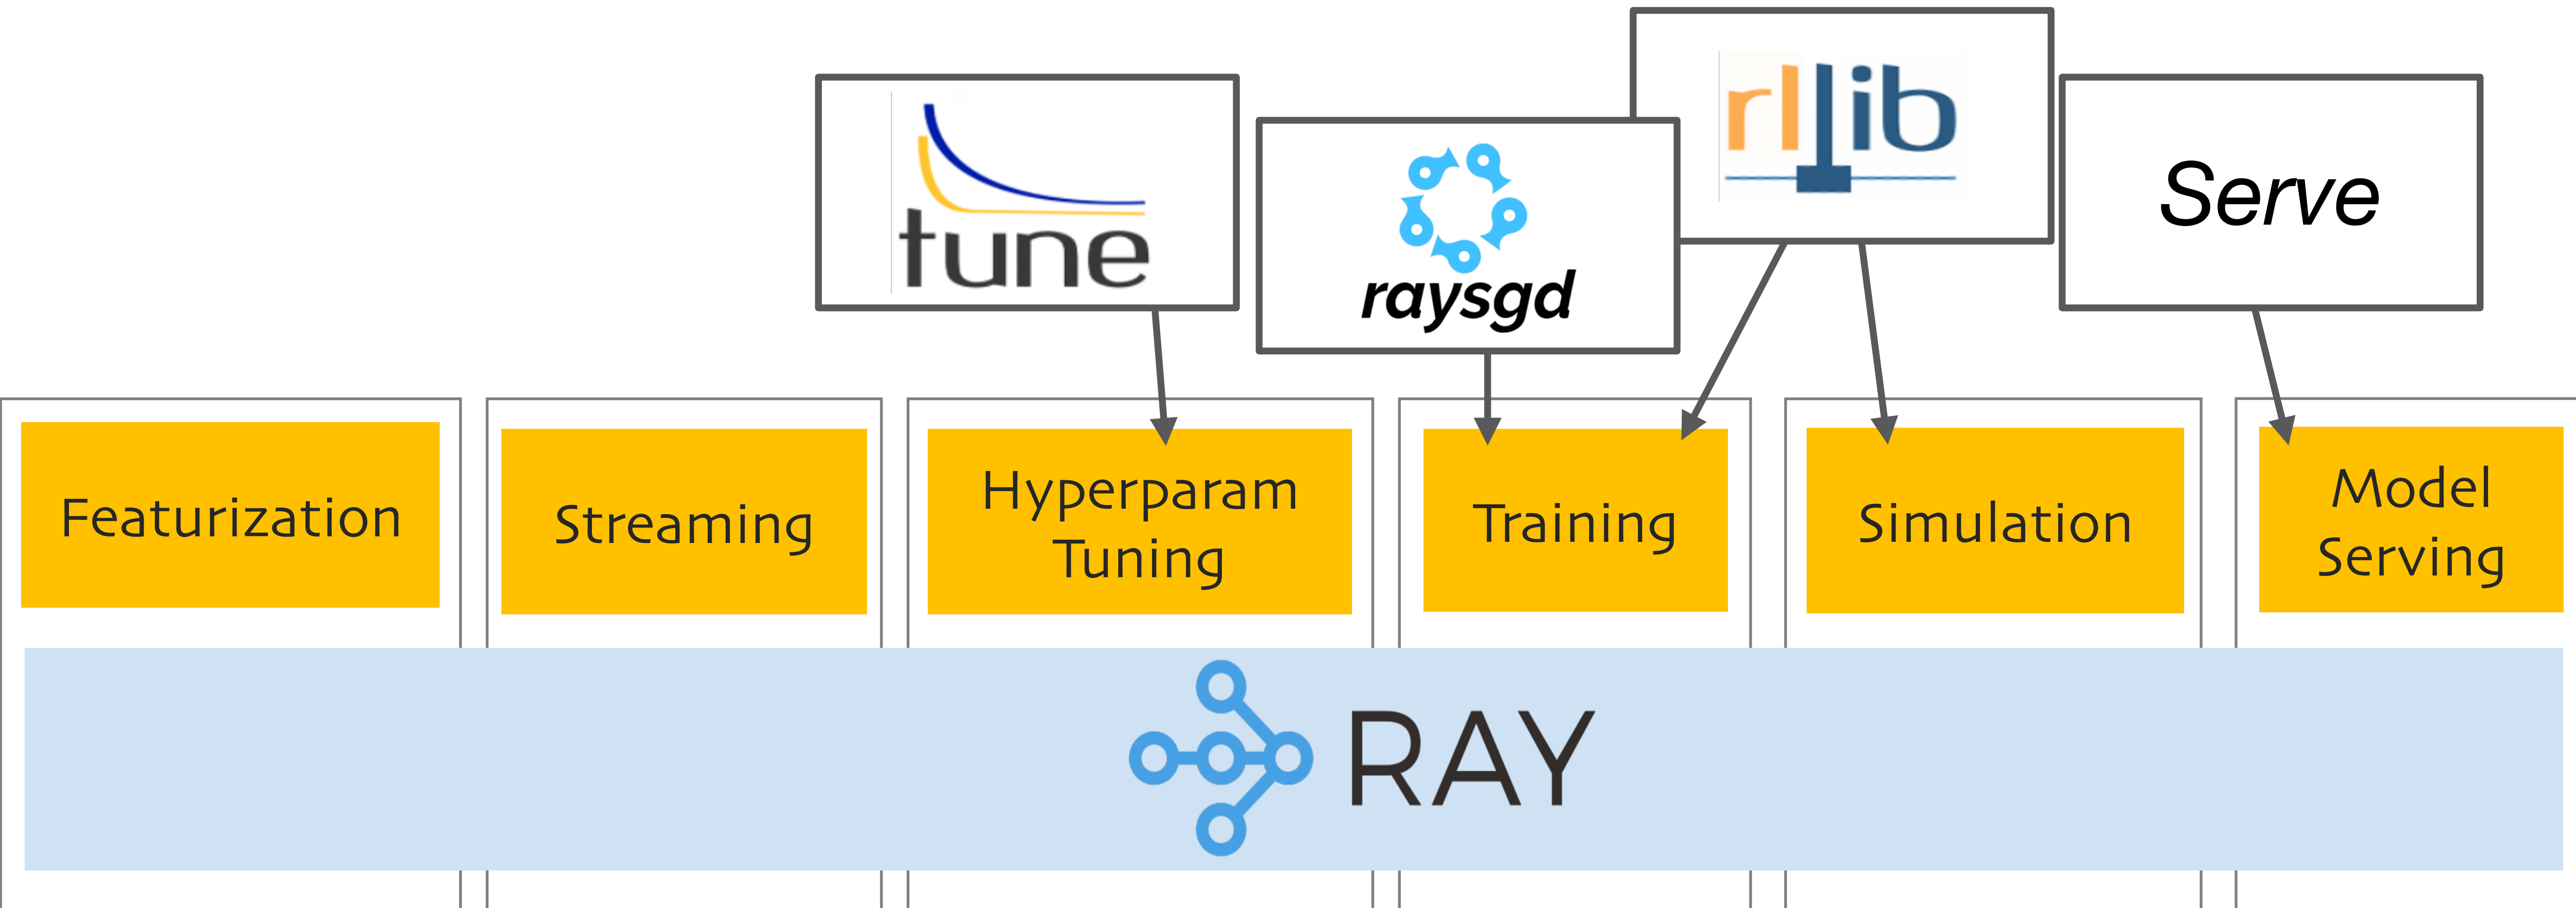 tune
raysgd
rllib
Serve
Featurization
Streaming
Hyperparam
Tuning
Training
Simulation
Model
Serving
RAY